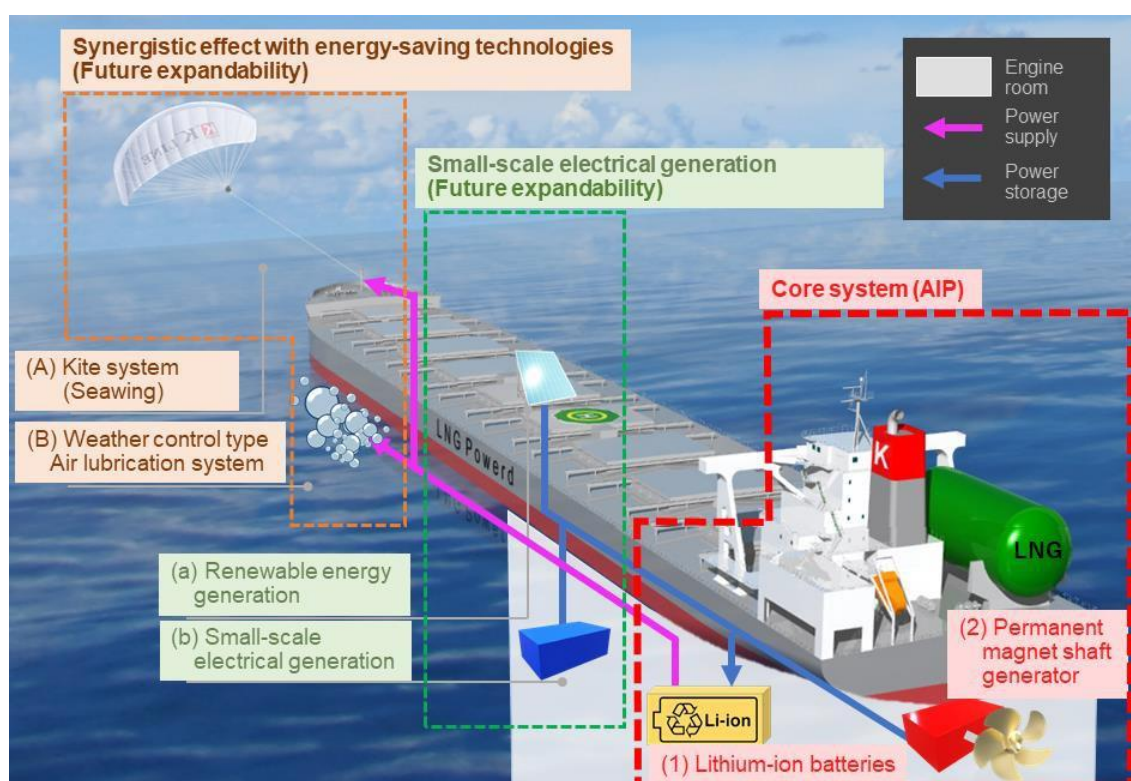 Synergistic effect with energy-saving technologies
(Future expandability)
Engine
room
Power
supply
Power
storage
K LINE
Small-scale electrical generation
(Future expandability)
Core system (AIP)
(A) Kite system
(Seawing)
(B) Weather control type
Air lubrication system
LNG Powerd
K
LNG
(a) Renewable energy
generation
(b) Small-scale
electrical generation
(2) Permanent
magnet shaft
generator
Li-ion
(1) Lithium-ion batteries